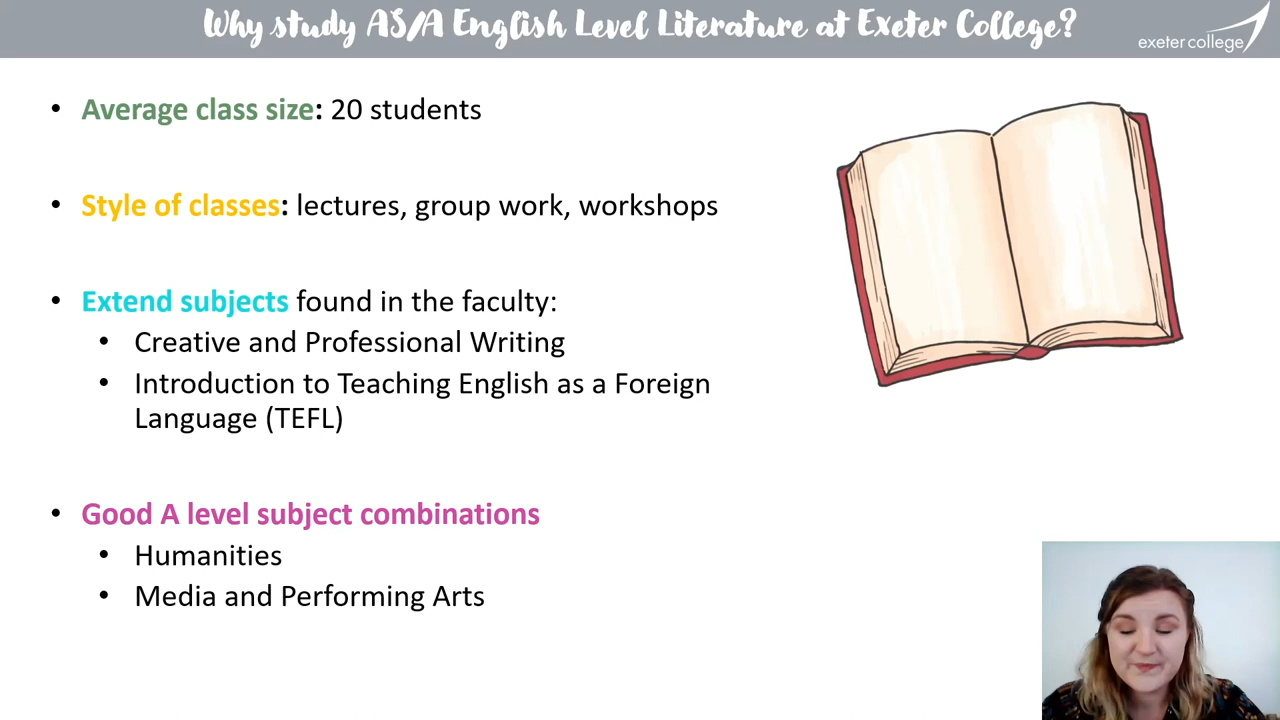 Why study AS/A English Level Literature at Exeter College?
exeter college
• Average class size: 20 students
• Style of classes: lectures, group work, workshops
• Extend subjects found in the faculty:
• Creative and Professional Writing
• Introduction to Teaching English as a Foreign
Language (TEFL)
• Good A level subject combinations
• Humanities
• Media and Performing Arts